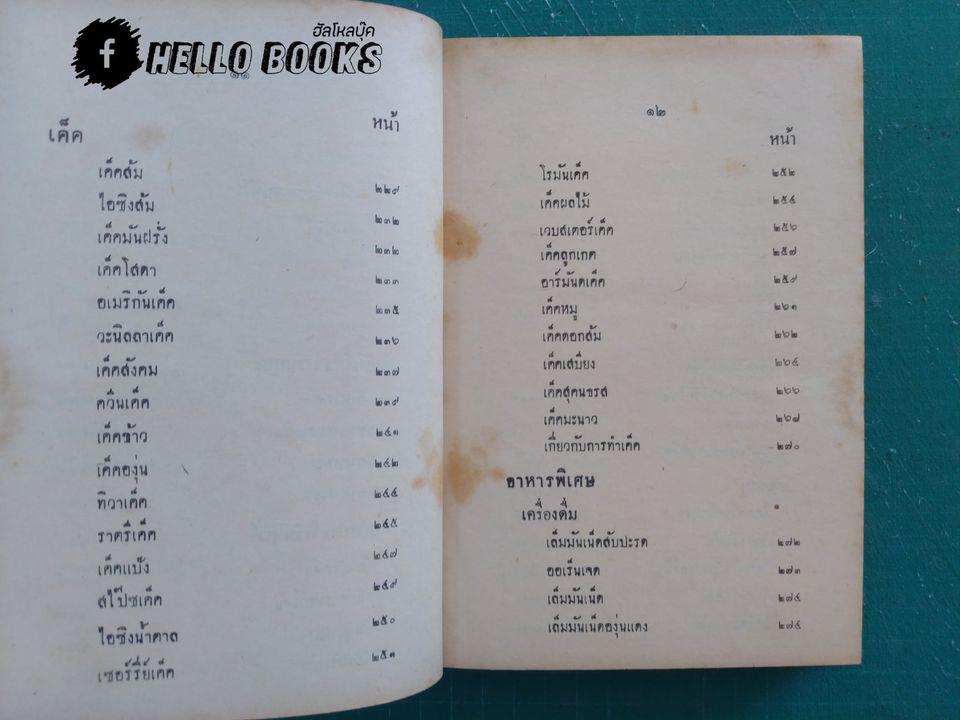 ฮัลโหลบุ๊ค
f HELLO BOOKS
หน้า
เค็ค
เค็คส้ม ๒๒๙
ไอซิงส้ม ๒๓๒
เค็คมันฝรั่ง ๒๓๒
เค็คโสดา ๒๓๓
อเมริกันเค็ค ๒๓๕
วะนิลลาเค็ค ๒๓๖
เค็คสังคม ๒๓๗
ควีนเค็ค ๒๓๙
เค็คข้าว ๒๔๑
เค็คองุ่น ๒๔๒
ทิวาเค็ค ๒๔๔
ราตรีเค็ค ๒๔๕
เค็คแป้ง ๒๔๗
สโป๊ซเค็ค ๒๔๙
ไอซิงน้ำตาล ๒๕๐
เซอร์รี่ย์เค็ค ๒๕๑
๑๒
หน้า
โรมันเค็ค ๒๕๒
เค็คผลไม้ ๒๕๔
เวบสเตอร์เค็ค ๒๕๖
เค็คลูกเกด ๒๕๗
อาร์มันดเค็ค ๒๕๙
เค็คหมู ๒๖๑
เค็คดอกส้ม ๒๖๒
เค็คเสบียง ๒๖๔
เค็คสุคนธรส ๒๖๖
เค็คมะนาว ๒๖๘
เกี่ยวกับการทำเค็ค ๒๗๐
อาหารพิเศษ
เครื่องดื่ม
เล็มมันเน็ดสับปะรด ๒๗๒
ออเร็นเจด ๒๗๓
เล็มมันเน็ด ๒๗๔
เล็มมันเน็ดองุ่นแดง ๒๗๔